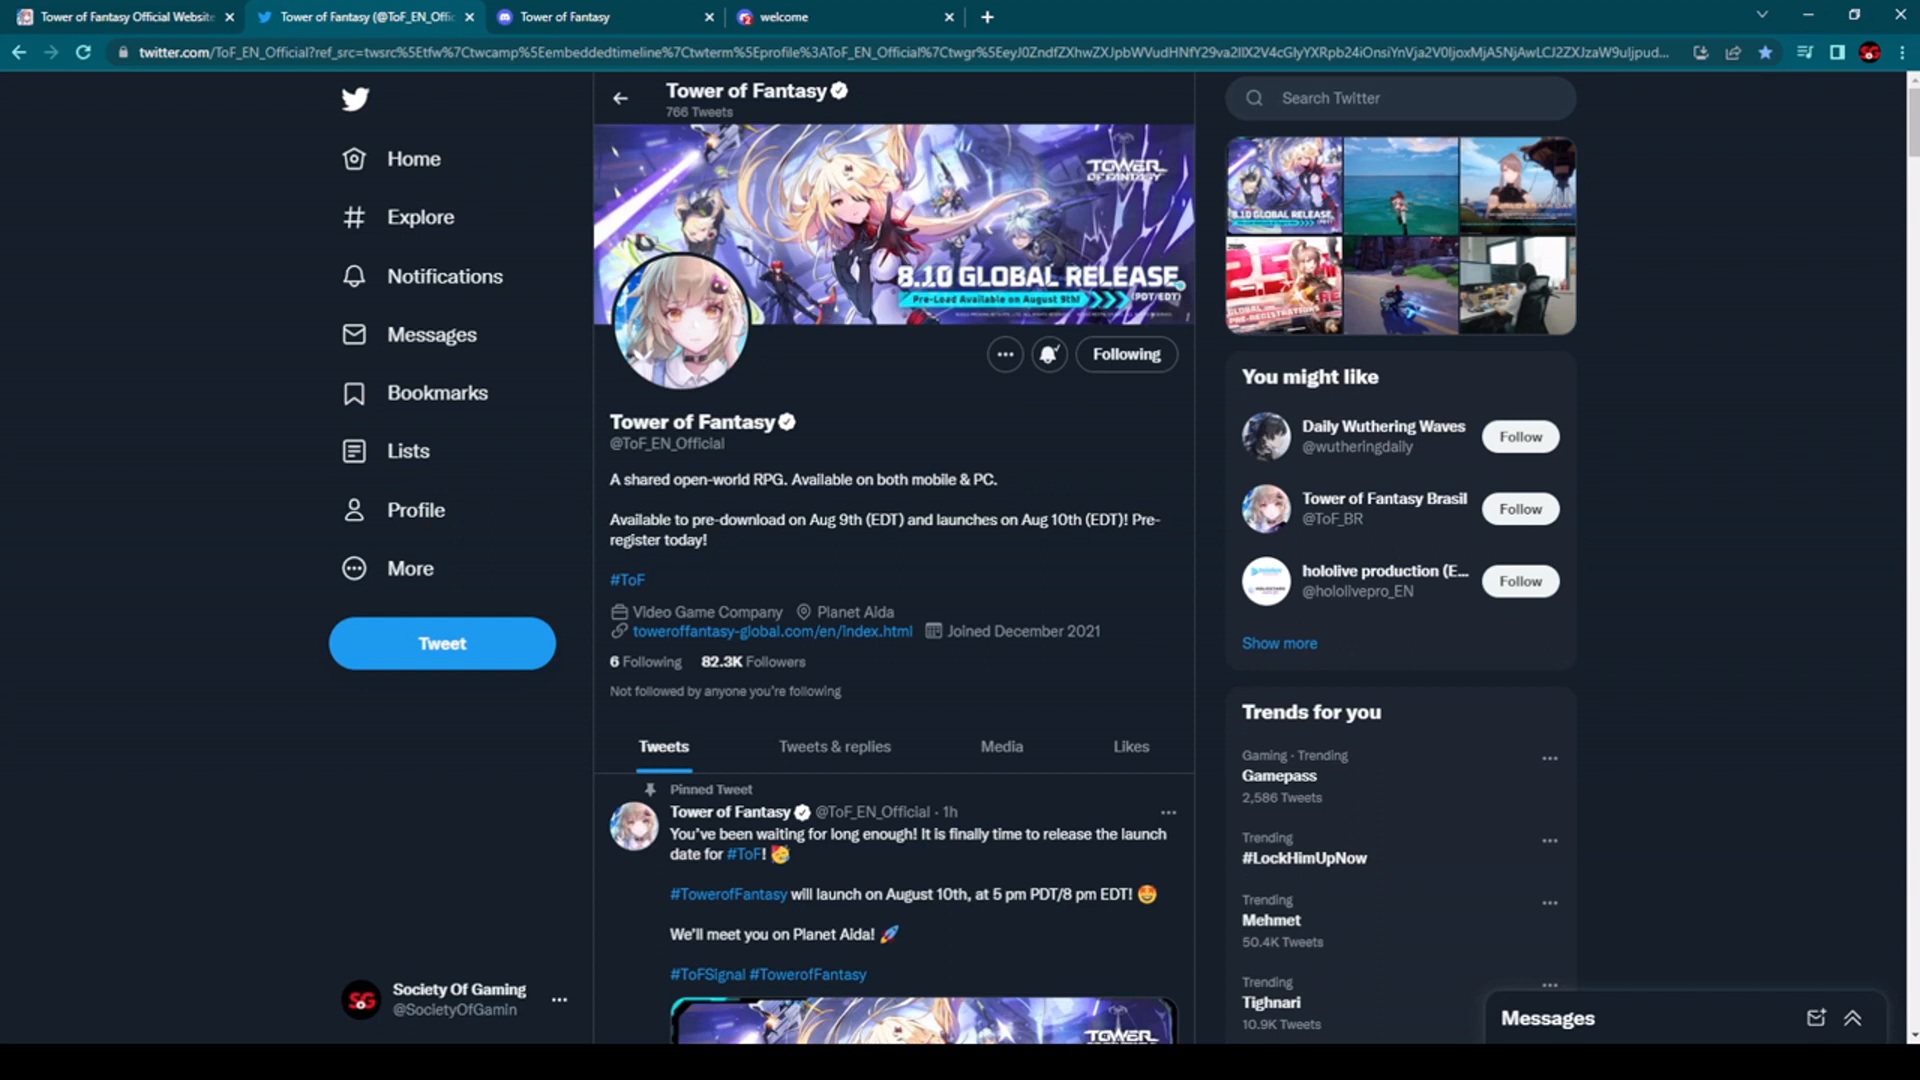 Tower of Fantasy Official Website
Tower of Fantasy (@ToF_EN_Offic
Tower of Fantasy
welcome
twitter.com/ToF_EN_Official?ref_src=twsrc%5Etfw%7Ctwcamp%5Eembeddedtimeline%7Ctwterm%5Eprofile%3AToF_EN_Official%7Ctwgr%5EeyJ0ZndfZXhwZXJpbWVudHNfY29va2llX2V4cGlyYXRpb24iOnsiYnVja2V0IjoxMjA5NjAwLCJ2ZXJzaW9uIjpud...
Home
Explore
Notifications
Messages
Bookmarks
Lists
Profile
More
Tweet
Society Of Gaming
@SocietyOfGamin
Tower of Fantasy
766 Tweets
TOWER
OF FANTASY
8.10 GLOBAL RELEASE
Pre-Load Available on August 9th!
(PDT/EDT)
Following
Tower of Fantasy
@ToF_EN_Official
A shared open-world RPG. Available on both mobile & PC.
Available to pre-download on Aug 9th (EDT) and launches on Aug 10th (EDT)! Pre-
register today!
#ToF
Video Game Company Planet Aida
toweroffantasy-global.com/en/index.html Joined December 2021
6 Following 82.3K Followers
Not followed by anyone you're following
Tweets
Tweets & replies
Media
Likes
Pinned Tweet
Tower of Fantasy @ToF_EN_Official · 1h
You've been waiting for long enough! It is finally time to release the launch
date for #ToF! 🥳
#TowerofFantasy will launch on August 10th, at 5 pm PDT/8 pm EDT! 🤩
We'll meet you on Planet Aida! 🚀
#ToFSignal #TowerofFantasy
TOWER
Search Twitter
8.10 GLOBAL RELEASE
PRE-REGISTRATIONS
You might like
Daily Wuthering Waves
@wutheringdaily
Follow
Tower of Fantasy Brasil
@ToF_BR
Follow
hololive production (E...
@hololivepro_EN
Follow
Show more
Trends for you
Gaming · Trending
Gamepass
2,586 Tweets
Trending
#LockHimUpNow
Trending
Mehmet
50.4K Tweets
Trending
Tighnari
10.9K Tweets
Messages